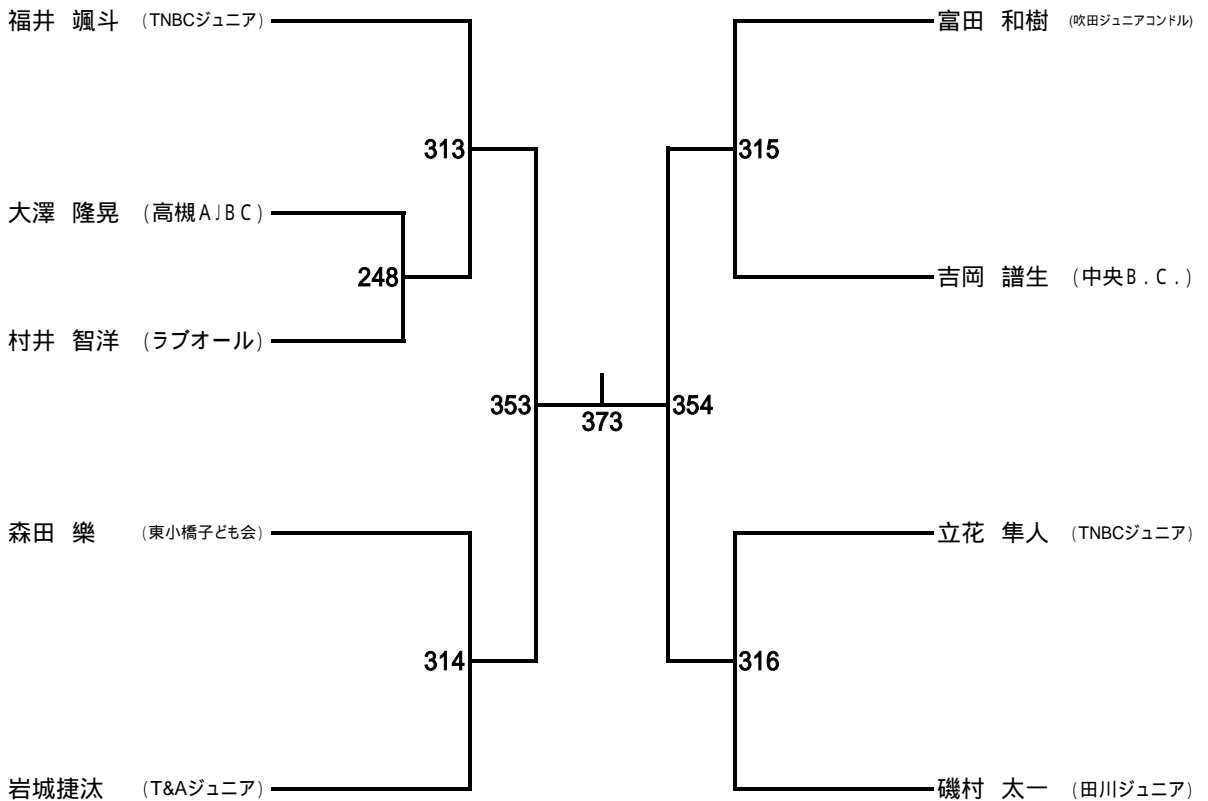 福井 颯斗 (TNBCジュニア)
313
大澤 隆晃 (高槻AJBC)
248
村井 智洋 (ラブオール)
353
森田 樂 (東小橋子ども会)
314
岩城捷汰 (T&Aジュニア)
373
富田 和樹 (吹田ジュニアコンドル)
315
吉岡 譜生 (中央B.C.)
354
立花 隼人 (TNBCジュニア)
316
磯村 太一 (田川ジュニア)